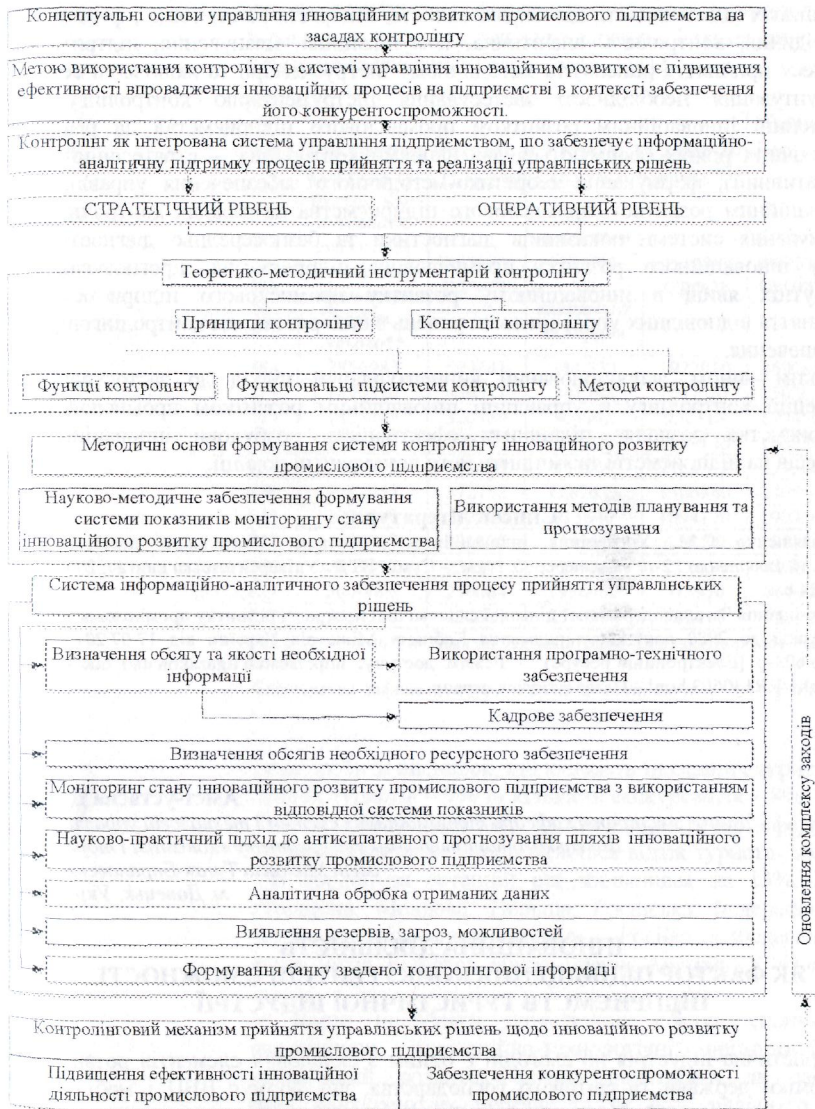 Концептуальні основи управління інноваційним розвитком промислового підприємства на
засадах контролінгу
Метою використання контролінгу в системі управління інноваційним розвитком є підвищення
ефективності впровадження інноваційних процесів на підприємстві в контексті забезпечення
його конкурентоспроможності.
Контролінг як інтегрована система управління підприємством, що забезпечує інформаційно-
аналітичну підтримку процесів прийняття та реалізації управлінських рішень
СТРАТЕГІЧНИЙ РІВЕНЬ
ОПЕРАТИВНИЙ РІВЕНЬ
Теоретико-методичний інструментарій контролінгу
Принципи контролінгу
Концепції контролінгу
Функції контролінгу
Функціональні підсистеми контролінгу
Методи контролінгу
Методичні основи формування системи контролінгу інноваційного розвитку
промислового підприємства
Науково-методичне забезпечення формування
системи показників моніторингу стану
інноваційного розвитку промислового підприємства
Використання методів планування та
прогнозування
Система інформаційно-аналітичного забезпечення процесу прийняття управлінських
рішень
Визначення обсягу та якості необхідної
інформації
Використання програмно-технічного
забезпечення
Кадрове забезпечення
Визначення обсягів необхідного ресурсного забезпечення
Моніторинг стану інноваційного розвитку промислового підприємства з використанням
відповідної системи показників
Науково-практичний підхід до антисипативного прогнозування шляхів інноваційного
розвитку промислового підприємства
Аналітична обробка отриманих даних
Виявлення резервів, загроз, можливостей
Формування банку зведеної контролінгової інформації
Оновлення комплексу заходів
Контролінговий механізм прийняття управлінських рішень щодо інноваційного розвитку
промислового підприємства
Підвищення ефективності інноваційної
діяльності промислового підприємства
Забезпечення конкурентоспроможності
промислового підприємства